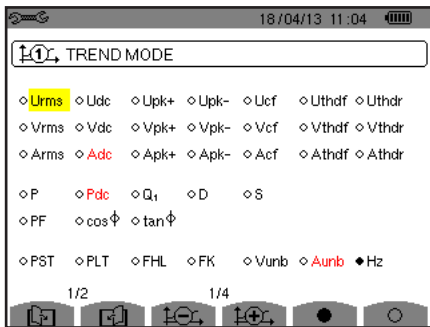 18/04/13 11:04
1 TREND MODE
Urms Udc Upk+ Upk- Ucf Uthdf Uthdr
Vrms Vdc Vpk+ Vpk- Vcf Vthdf Vthdr
Arms Adc Apk+ Apk- Acf Athdf Athdr
P Pdc Q₁ D S
PF cosΦ tanΦ
PST PLT FHL FK Vunb Aunb Hz
1/2 1/4